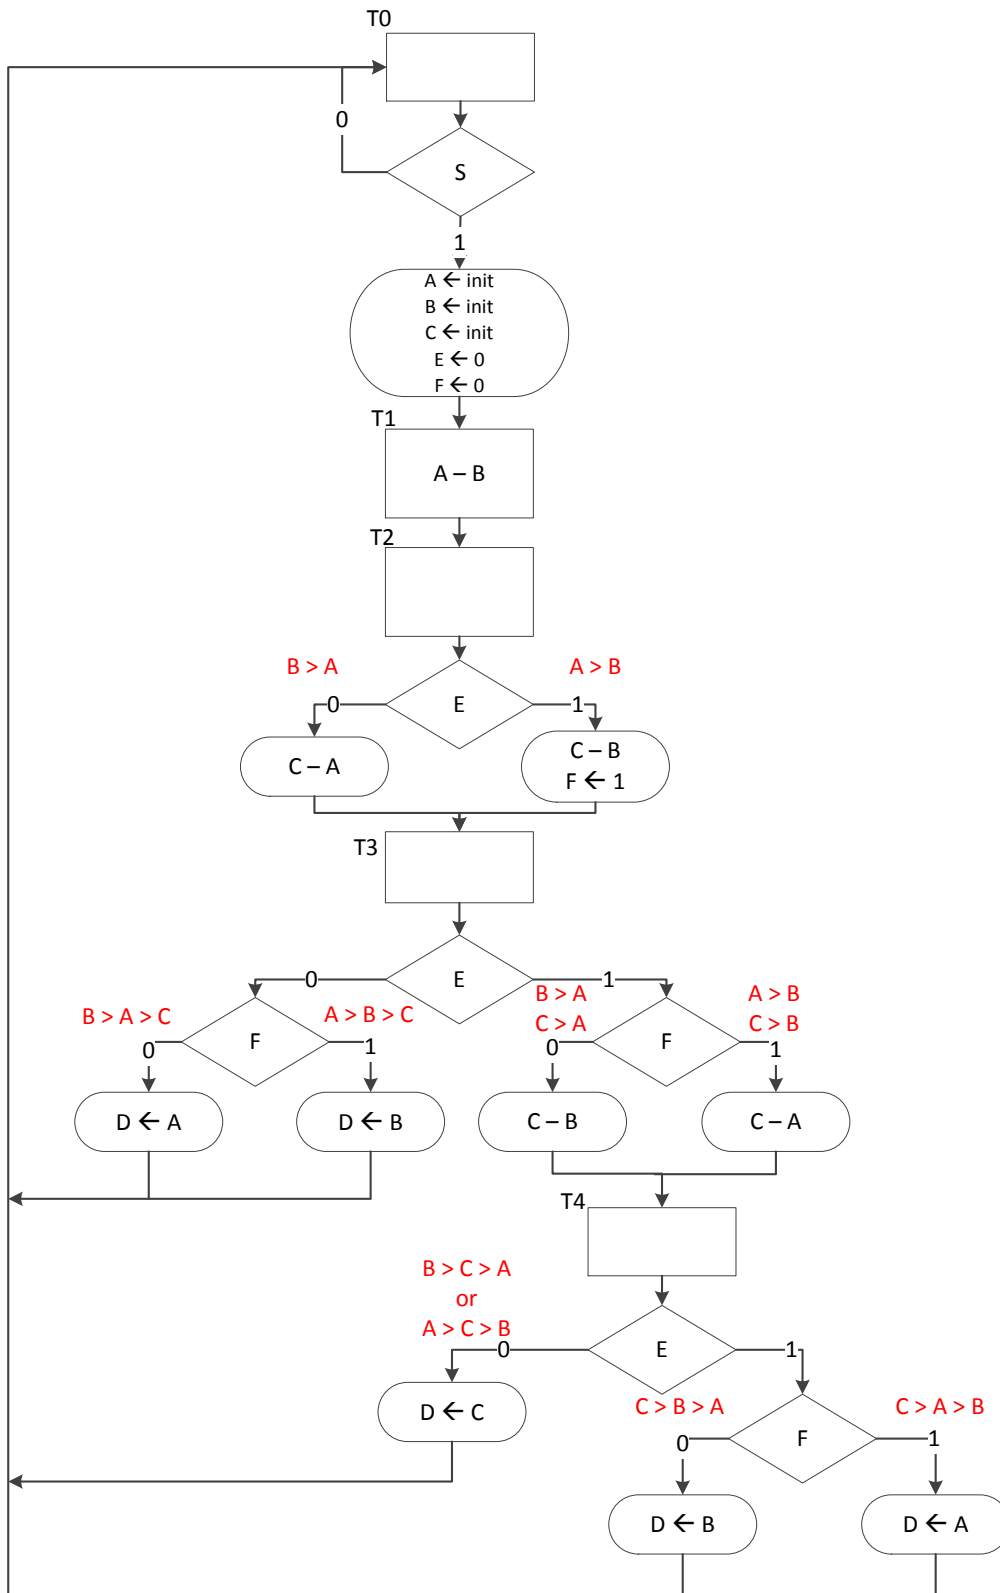 T0
0
S
1
A ← init
B ← init
C ← init
E ← 0
F ← 0
T1
A – B
T2
B > A
A > B
0
E
1
C – A
C – B
F ← 1
T3
0
E
1
B > A > C
A > B > C
B > A
C > A
A > B
C > B
0
F
1
0
F
1
D ← A
D ← B
C – B
C – A
T4
B > C > A
or
A > C > B
0
E
1
D ← C
C > B > A
C > A > B
0
F
1
D ← B
D ← A